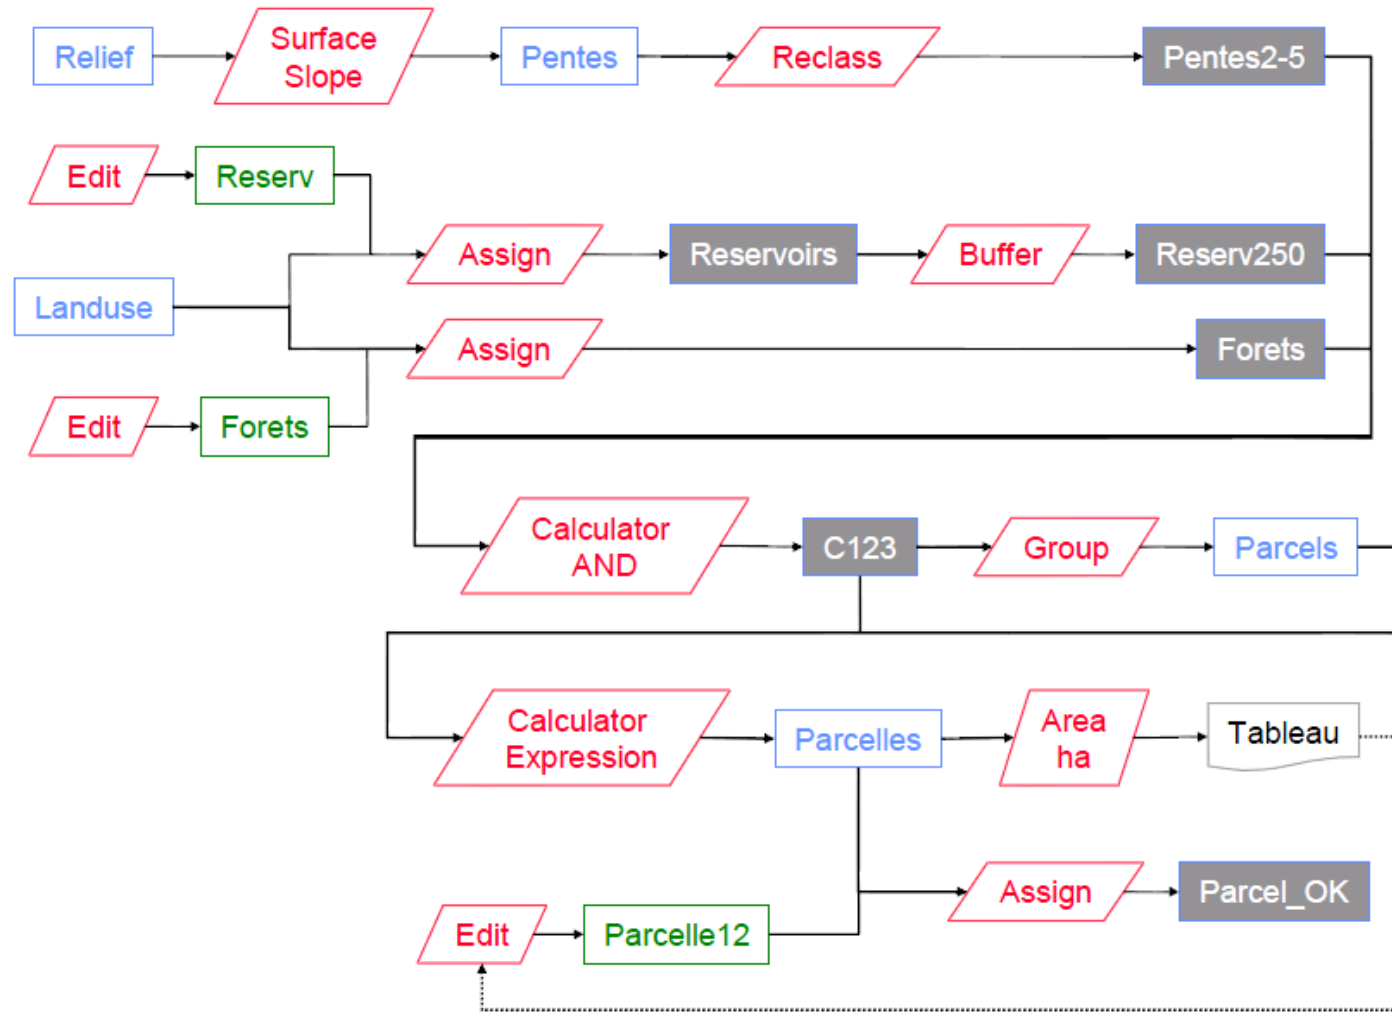 Relief
Surface
Slope
Pentes
Reclass
Pentes2-5
Edit
Reserv
Assign
Reservoirs
Buffer
Reserv250
Landuse
Assign
Forets
Edit
Forets
Calculator
AND
C123
Group
Parcels
Calculator
Expression
Parcelles
Area
ha
Tableau
Assign
Parcel_OK
Edit
Parcelle12